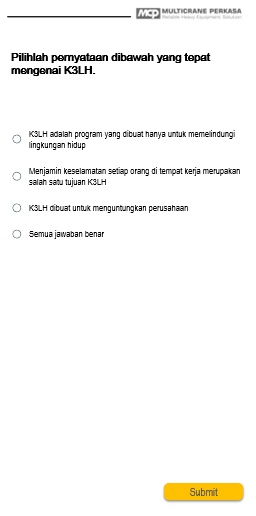 MCP MULTICRANE PERKASA
Reliable Heavy Equipment Solution
Pilihlah pernyataan dibawah yang tepat
mengenai K3LH.
K3LH adalah program yang dibuat hanya untuk memelindungi
lingkungan hidup
Menjamin keselamatan setiap orang di tempat kerja merupakan
salah satu tujuan K3LH
K3LH dibuat untuk menguntungkan perusahaan
Semua jawaban benar
Submit